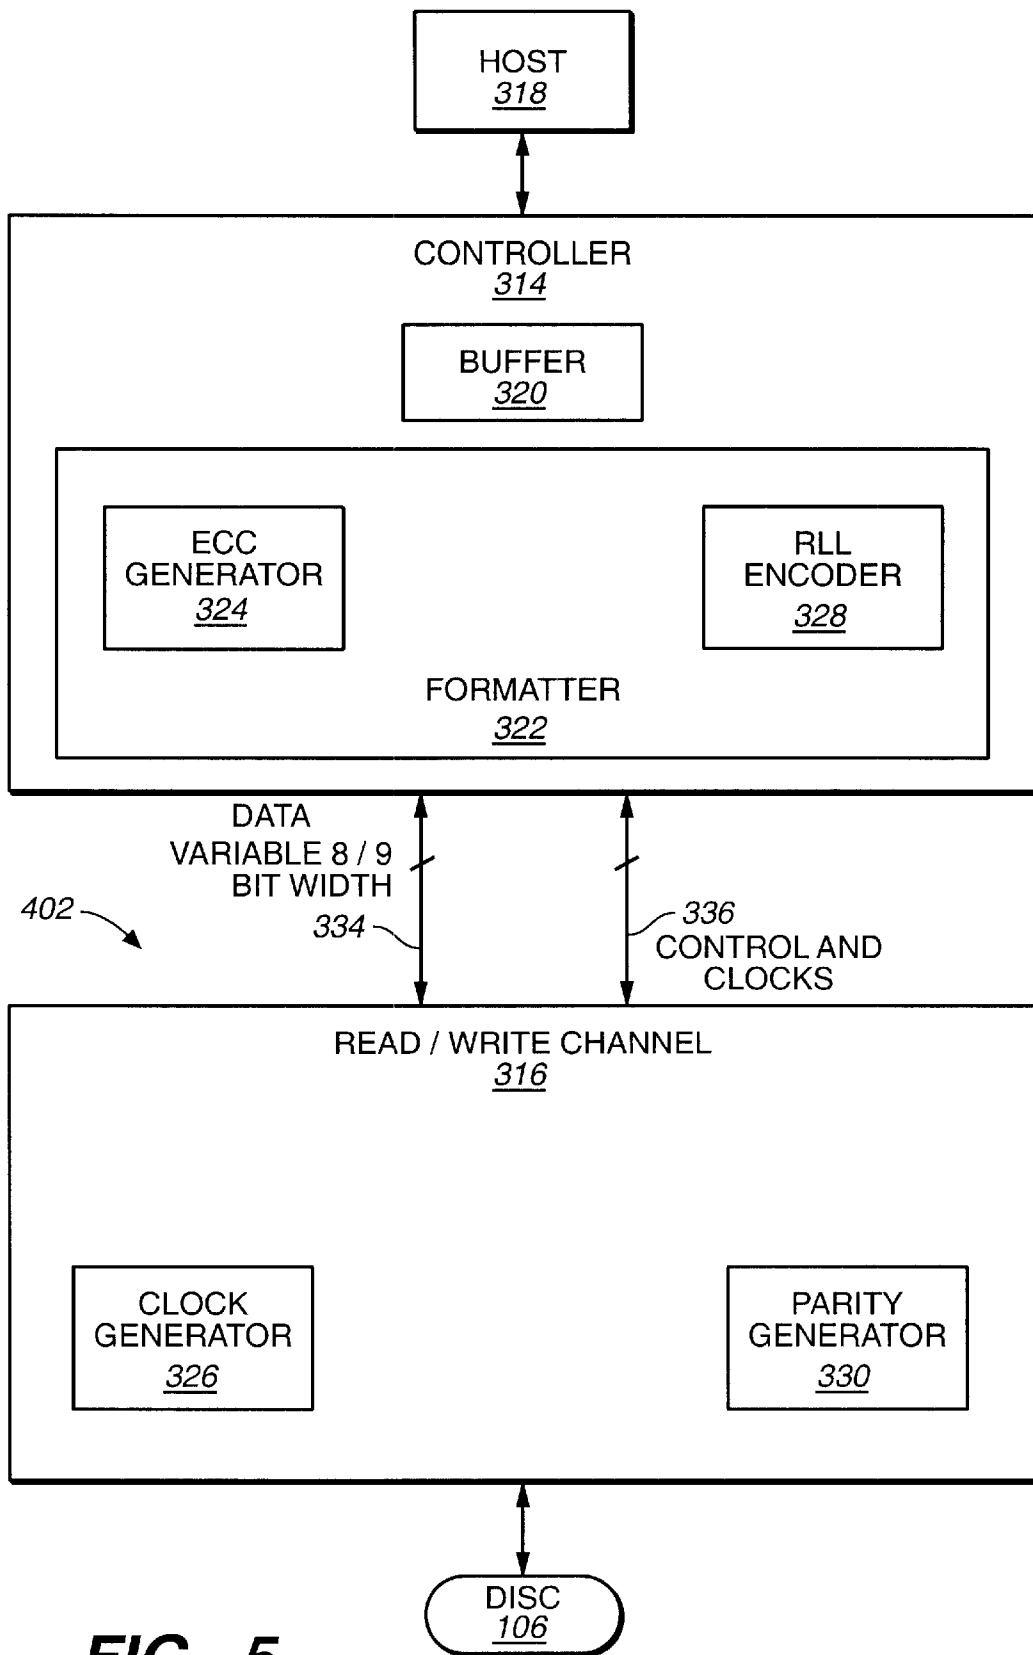 HOST
318
CONTROLLER
314
BUFFER
320
ECC
GENERATOR
324
RLL
ENCODER
328
FORMATTER
322
DATA
VARIABLE 8 / 9
BIT WIDTH
334
336
CONTROL AND
CLOCKS
402
READ / WRITE CHANNEL
316
CLOCK
GENERATOR
326
PARITY
GENERATOR
330
DISC
106
FIG. 5